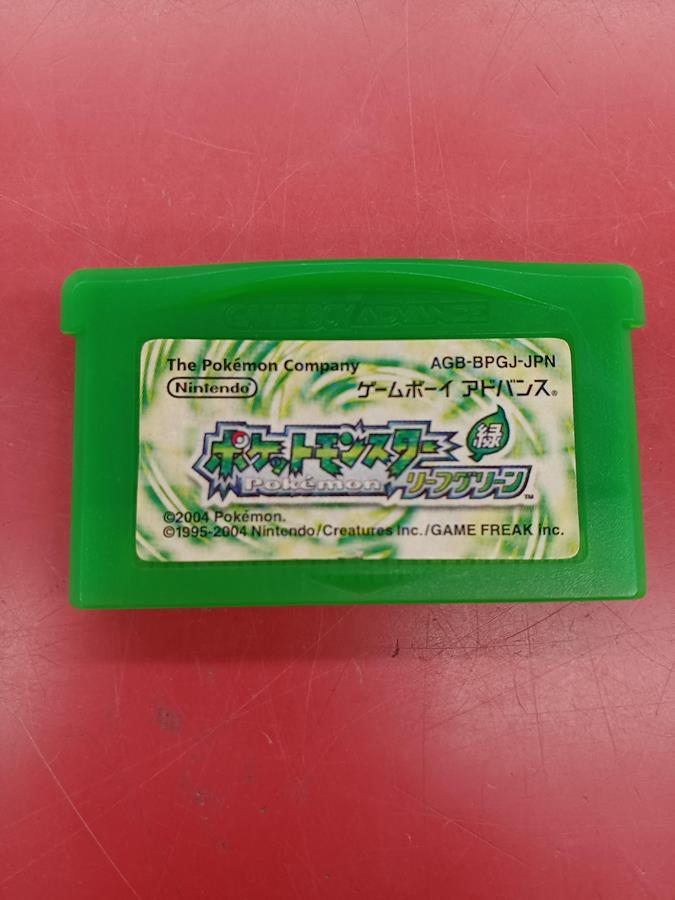 GAME BOY ADVANCE
The Pokémon Company
AGB-BPGJ-JPN
Nintendo®
ゲームボーイ アドバンス®
ポケットモンスター
緑
Pokémon
リーフグリーン™
©2004 Pokémon.
©1995-2004 Nintendo/Creatures Inc./GAME FREAK inc.